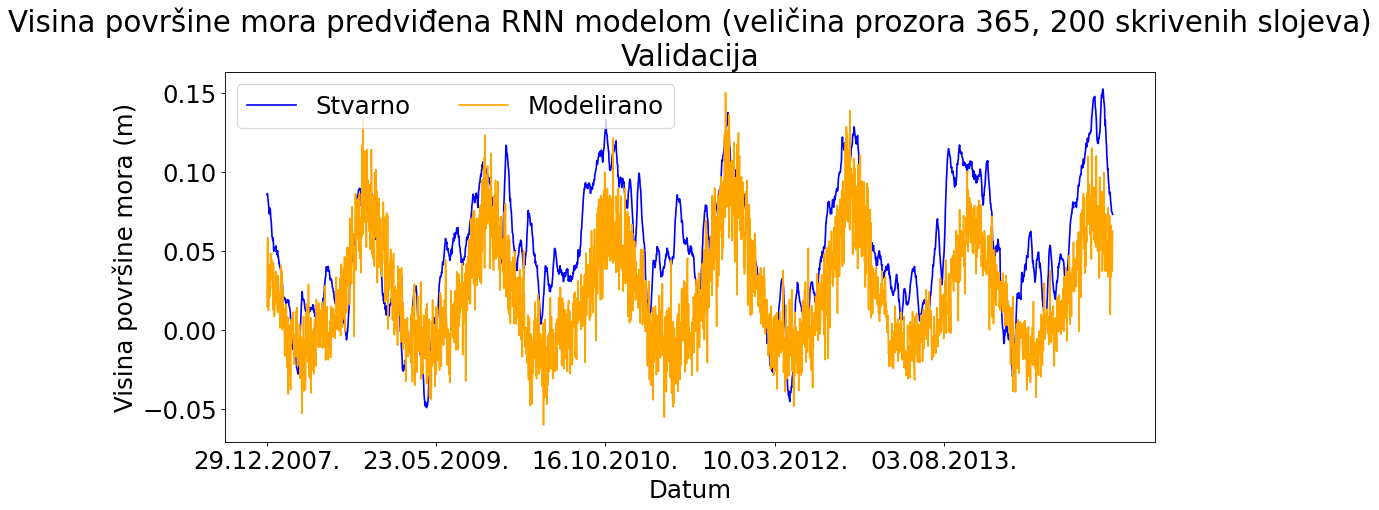 Visina površine mora predviđena RNN modelom (veličina prozora 365, 200 skrivenih slojeva)
Validacija
Stvarno
Modelirano
Visina površine mora (m)
0.15
0.10
0.05
0.00
−0.05
29.12.2007.
23.05.2009.
16.10.2010.
10.03.2012.
03.08.2013.
Datum